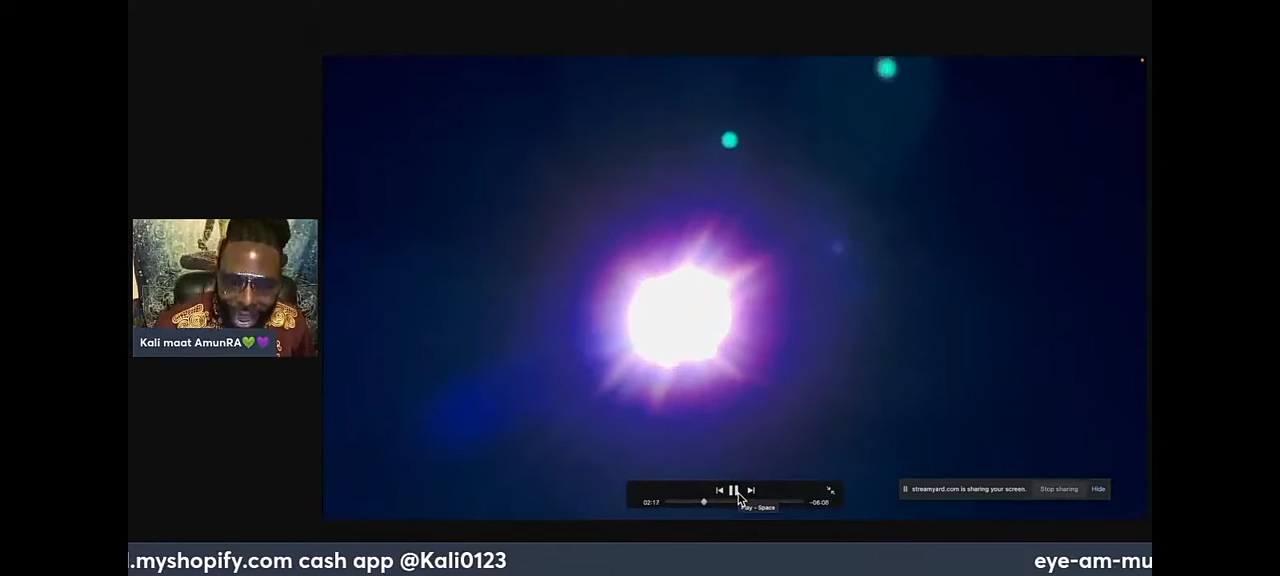 Kali maat AmunRA💚💜
02:17
-06:08
Play - Space
streamyard.com is sharing your screen.
Stop sharing
Hide
l.myshopify.com cash app @Kali0123
eye-am-mu